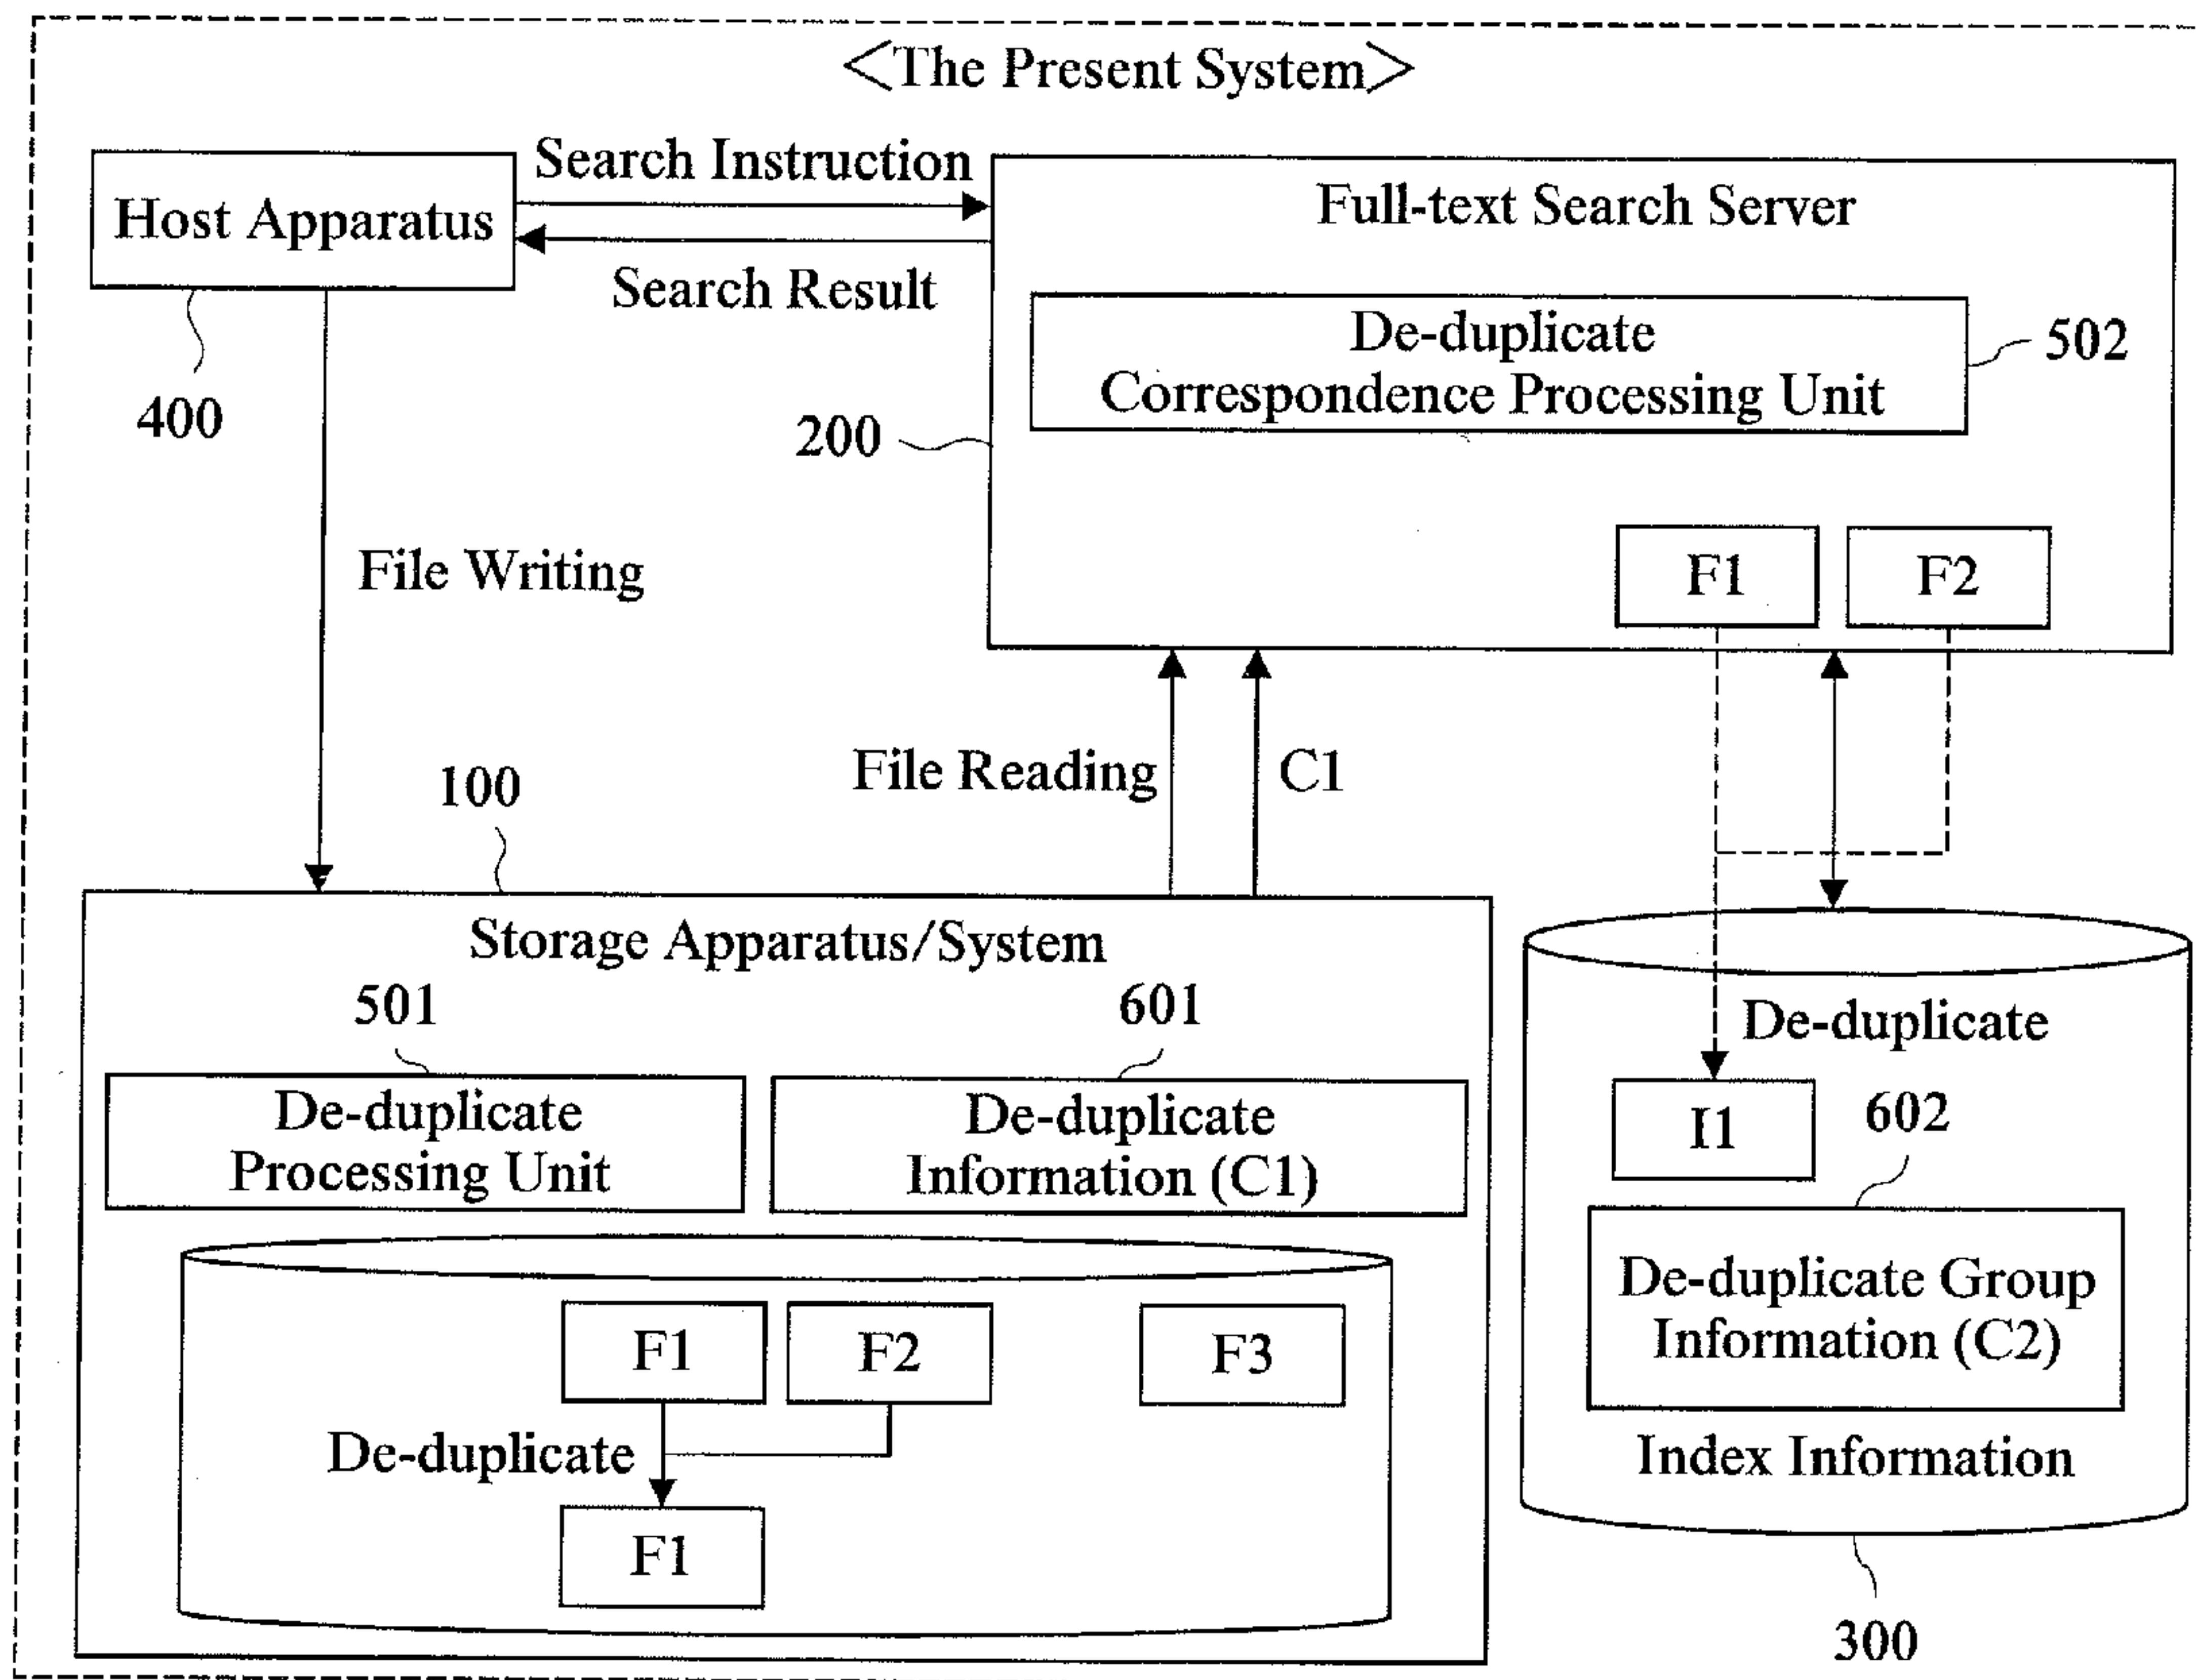 <The Present System>
Search Instruction
Host Apparatus
Search Result
400
Full-text Search Server
De-duplicate
Correspondence Processing Unit
502
200
F1
F2
File Writing
File Reading
C1
100
Storage Apparatus/System
501
601
De-duplicate
Processing Unit
De-duplicate
Information (C1)
F1
F2
F3
De-duplicate
F1
De-duplicate
I1
602
De-duplicate Group
Information (C2)
Index Information
300